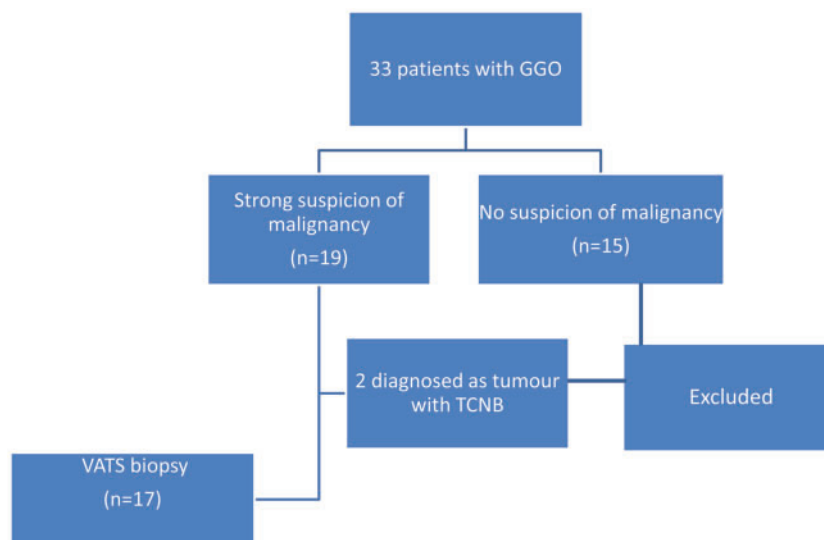 33 patients with GGO
Strong suspicion of
malignancy
(n=19)
No suspicion of malignancy
(n=15)
2 diagnosed as tumour
with TCNB
Excluded
VATS biopsy
(n=17)